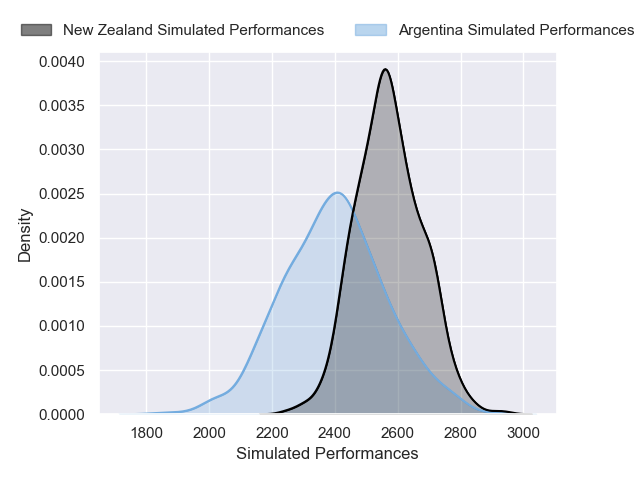 New Zealand Simulated Performances Argentina Simulated Performances
0.0040
0.0035
0.0030
0.0025
0.0020
0.0015
0.0010
0.0005
0.0000
Density
1800 2000 2200 2400 2600 2800 3000
Simulated Performances